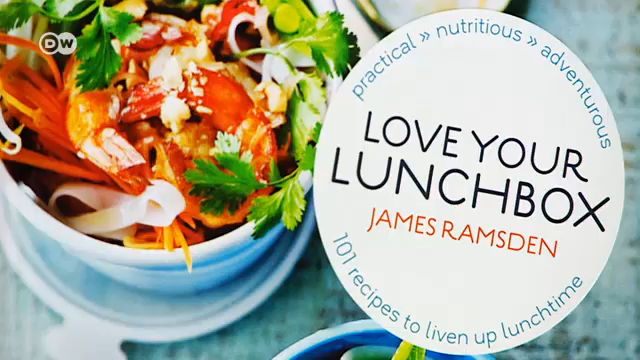 DW
practical » nutritious » adventurous
LOVE YOUR
LUNCHBOX
JAMES RAMSDEN
101 recipes to liven up lunchtime